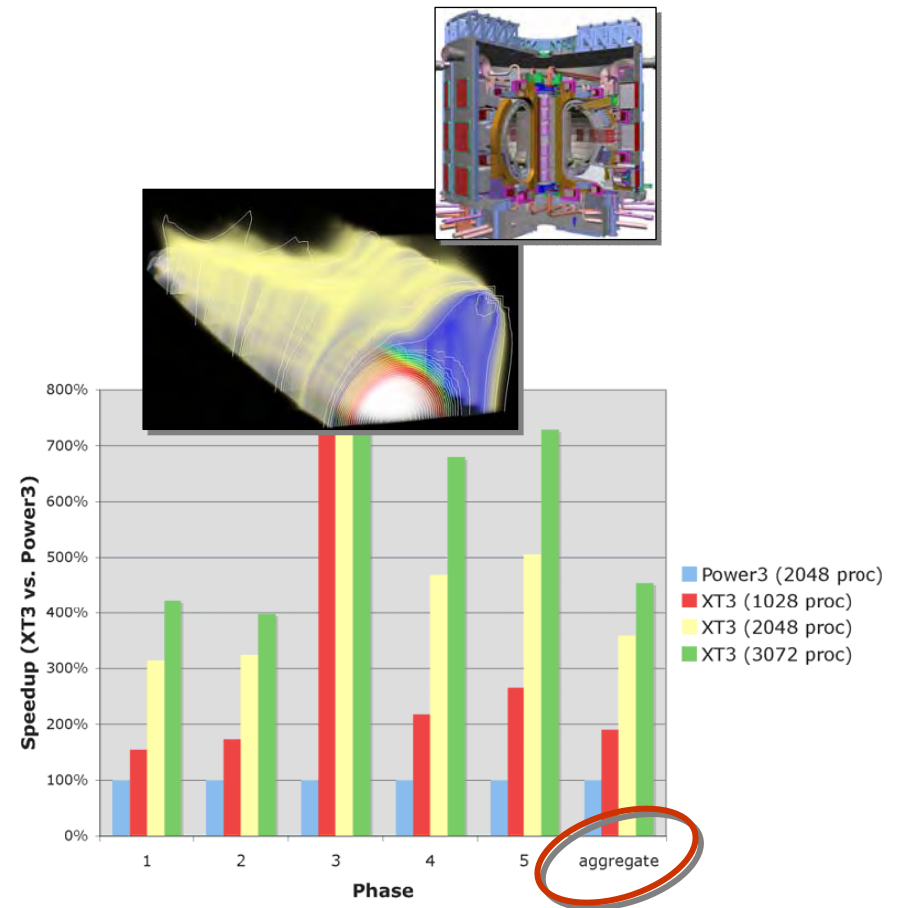 800%
700%
600%
500%
400%
300%
200%
100%
0%
Speedup (XT3 vs. Power3)
1 2 3 4 5 aggregate
Phase
Power3 (2048 proc)
XT3 (1028 proc)
XT3 (2048 proc)
XT3 (3072 proc)